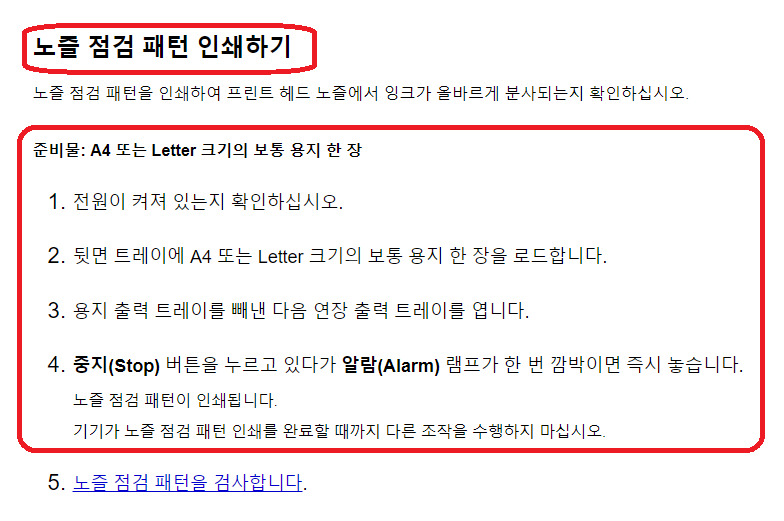 노즐 점검 패턴 인쇄하기
노즐 점검 패턴을 인쇄하여 프린트 헤드 노즐에서 잉크가 올바르게 분사되는지 확인하십시오.
준비물: A4 또는 Letter 크기의 보통 용지 한 장
1. 전원이 켜져 있는지 확인하십시오.
2. 뒷면 트레이에 A4 또는 Letter 크기의 보통 용지 한 장을 로드합니다.
3. 용지 출력 트레이를 빼낸 다음 연장 출력 트레이를 엽니다.
4. 중지(Stop) 버튼을 누르고 있다가 알람(Alarm) 램프가 한 번 깜박이면 즉시 놓습니다.
노즐 점검 패턴이 인쇄됩니다.
기기가 노즐 점검 패턴 인쇄를 완료할 때까지 다른 조작을 수행하지 마십시오.
5. 노즐 점검 패턴을 검사합니다.